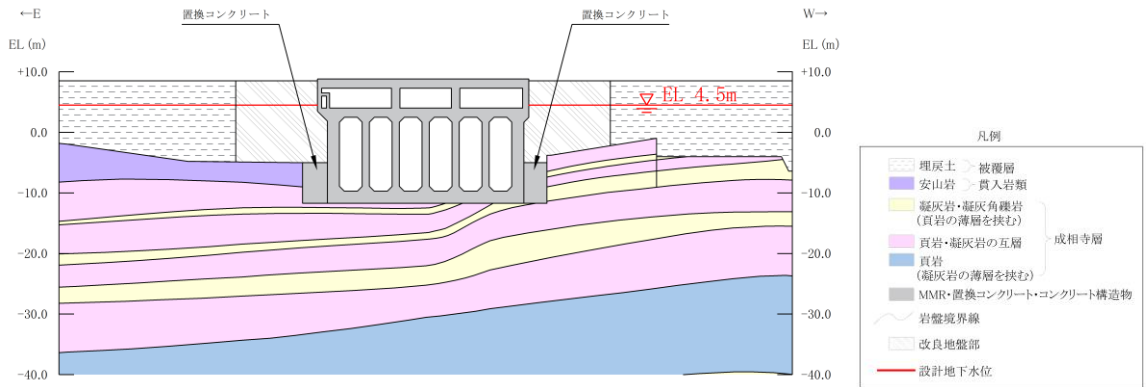 ←E
W→
置換コンクリート
置換コンクリート
EL (m)
EL (m)
+10.0
+10.0
EL 4.5m
0.0
0.0
-10.0
-10.0
-20.0
-20.0
-30.0
-30.0
-40.0
-40.0
凡例
埋戻土
被覆層
安山岩
貫入岩類
凝灰岩・凝灰角礫岩
(頁岩の薄層を挟む)
成相寺層
頁岩・凝灰岩の互層
頁岩
(凝灰岩の薄層を挟む)
MMR・置換コンクリート・コンクリート構造物
岩盤境界線
改良地盤部
設計地下水位